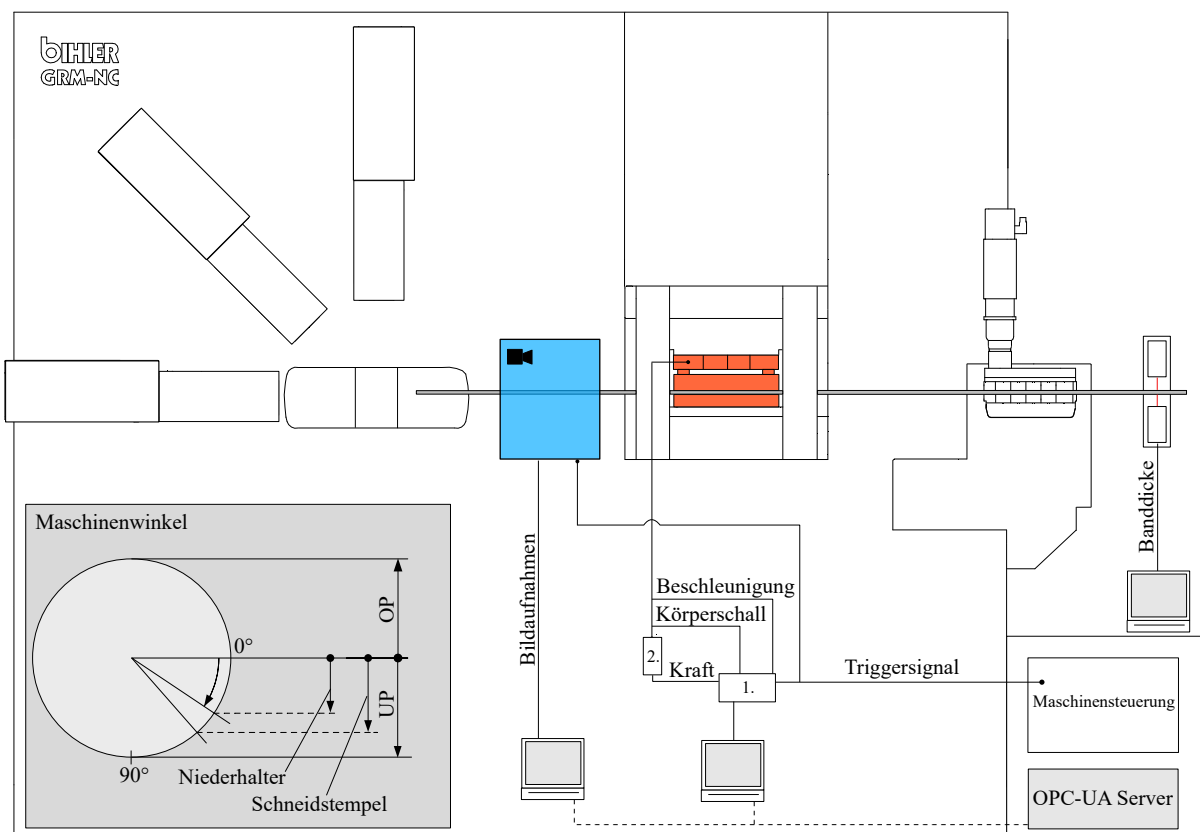 bIHLER
GRM-NC
Maschinenwinkel
OP
0°
UP
90°
Niederhalter
Schneidstempel
Bildaufnahmen
Beschleunigung
Körperschall
2.
Kraft
1.
Triggersignal
Banddicke
Maschinensteuerung
OPC-UA Server